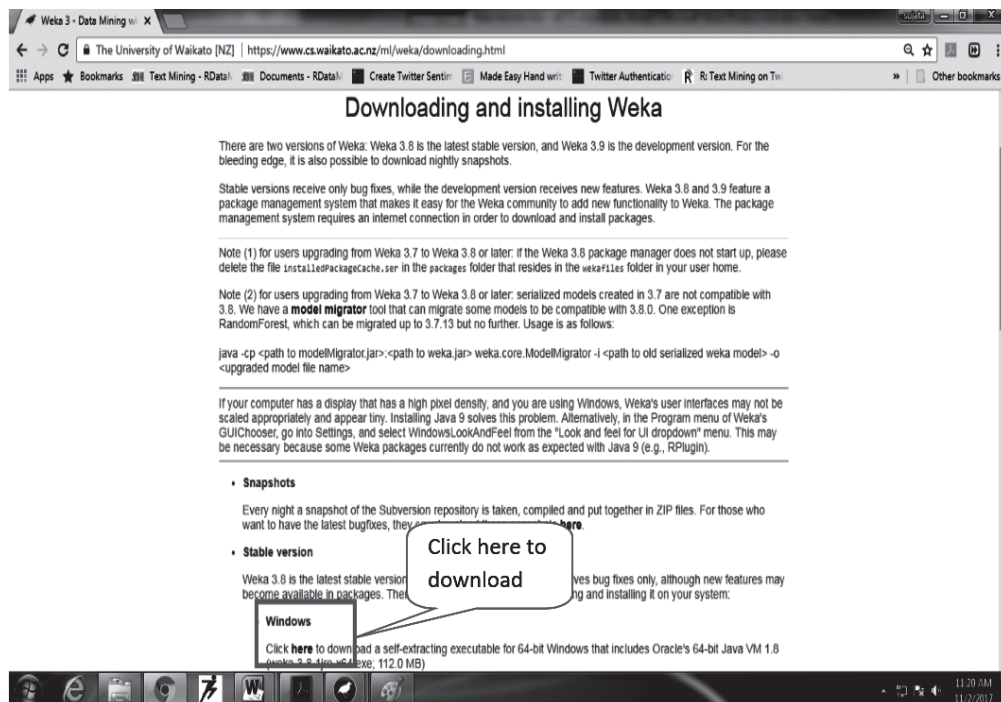 Weka 3 - Data Mining wi
sujata
The University of Waikato [NZ] | https://www.cs.waikato.ac.nz/ml/weka/downloading.html
Apps Bookmarks Text Mining - RDataM Documents - RDataM Create Twitter Sentim Made Easy Hand writ Twitter Authenticatio R: Text Mining on Tw » Other bookmarks
Downloading and installing Weka
There are two versions of Weka: Weka 3.8 is the latest stable version, and Weka 3.9 is the development version. For the
bleeding edge, it is also possible to download nightly snapshots.
Stable versions receive only bug fixes, while the development version receives new features. Weka 3.8 and 3.9 feature a
package management system that makes it easy for the Weka community to add new functionality to Weka. The package
management system requires an internet connection in order to download and install packages.
Note (1) for users upgrading from Weka 3.7 to Weka 3.8 or later: if the Weka 3.8 package manager does not start up, please
delete the file installedPackageCache.ser in the packages folder that resides in the wekafiles folder in your user home.
Note (2) for users upgrading from Weka 3.7 to Weka 3.8 or later: serialized models created in 3.7 are not compatible with
3.8. We have a model migrator tool that can migrate some models to be compatible with 3.8.0. One exception is
RandomForest, which can be migrated up to 3.7.13 but no further. Usage is as follows:
java -cp <path to modelMigrator.jar>:<path to weka.jar> weka.core.ModelMigrator -i <path to old serialized weka model> -o
<upgraded model file name>
If your computer has a display that has a high pixel density, and you are using Windows, Weka's user interfaces may not be
scaled appropriately and appear tiny. Installing Java 9 solves this problem. Alternatively, in the Program menu of Weka's
GUIChooser, go into Settings, and select WindowsLookAndFeel from the "Look and feel for UI dropdown" menu. This may
be necessary because some Weka packages currently do not work as expected with Java 9 (e.g., RPlugin).
• Snapshots
Every night a snapshot of the Subversion repository is taken, compiled and put together in ZIP files. For those who
want to have the latest bugfixes, they here.
• Stable version
Click here to
download
Weka 3.8 is the latest stable version ves bug fixes only, although new features may
become available in packages. The ng and installing it on your system:
Windows
Click here to download a self-extracting executable for 64-bit Windows that includes Oracle's 64-bit Java VM 1.8
(weka-3-8-1jre-x64.exe; 112.0 MB)
11:20 AM
11/2/2017